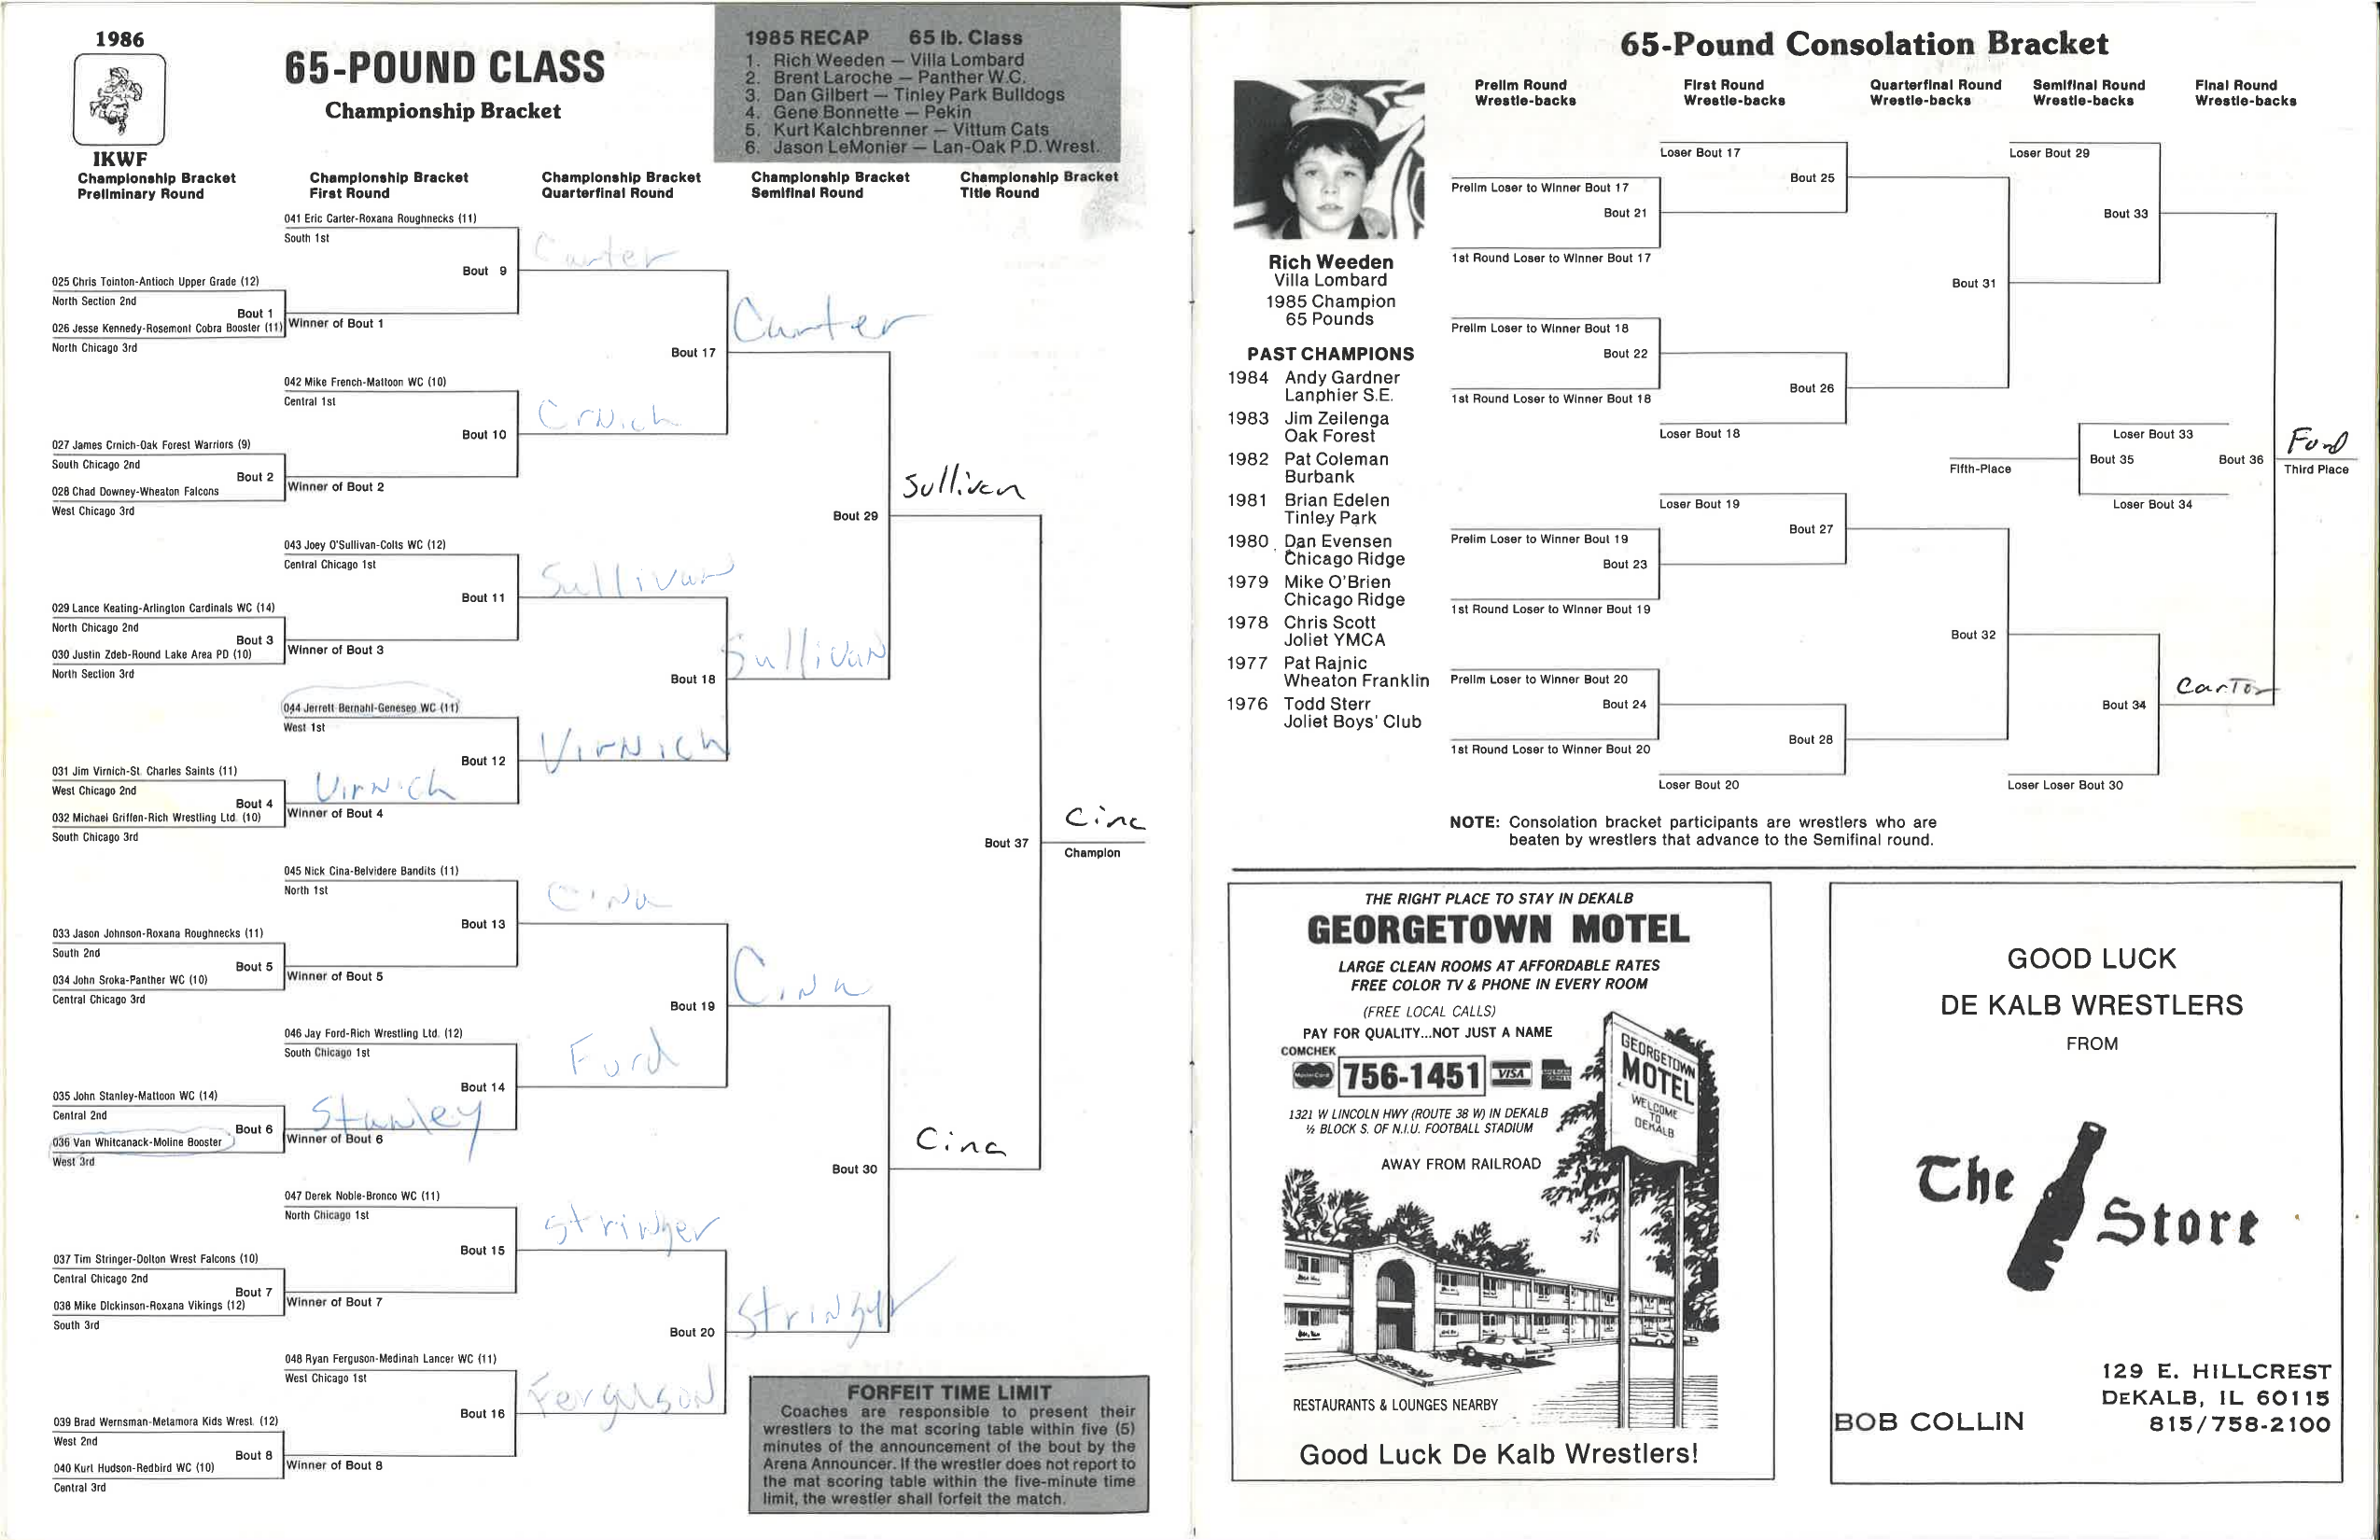 1986
IKWF
65-POUND CLASS
Championship Bracket
1985 RECAP 65 lb. Class
1. Rich Weeden — Villa Lombard
2. Brent Laroche — Panther W.C.
3. Dan Gilbert — Tinley Park Bulldogs
4. Gene Bonnette — Pekin
5. Kurt Kalchbrenner — Vittum Cats
6. Jason LeMonier — Lan-Oak P.D. Wrest.
Championship Bracket
Preliminary Round
Championship Bracket
First Round
Championship Bracket
Quarterfinal Round
Championship Bracket
Semifinal Round
Championship Bracket
Title Round
041 Eric Carter-Roxana Roughnecks (11)
South 1st
Carter
Bout 9
025 Chris Tointon-Antioch Upper Grade (12)
North Section 2nd
Bout 1
026 Jesse Kennedy-Rosemont Cobra Booster (11)
Winner of Bout 1
North Chicago 3rd
Carter
Bout 17
042 Mike French-Mattoon WC (10)
Central 1st
Crnich
Bout 10
027 James Crnich-Oak Forest Warriors (9)
South Chicago 2nd
Bout 2
028 Chad Downey-Wheaton Falcons
Winner of Bout 2
West Chicago 3rd
Sullivan
Bout 29
043 Joey O'Sullivan-Colts WC (12)
Central Chicago 1st
Sullivan
Bout 11
029 Lance Keating-Arlington Cardinals WC (14)
North Chicago 2nd
Bout 3
030 Justin Zdeb-Round Lake Area PD (10)
Winner of Bout 3
North Section 3rd
Sullivan
Bout 18
044 Jerrett Bernahl-Geneseo WC (11)
West 1st
Virnich
Bout 12
031 Jim Virnich-St. Charles Saints (11)
West Chicago 2nd
Virnich
Bout 4
032 Michael Griffen-Rich Wrestling Ltd. (10)
Winner of Bout 4
South Chicago 3rd
Cina
Bout 37
Champion
045 Nick Cina-Belvidere Bandits (11)
North 1st
Cina
Bout 13
033 Jason Johnson-Roxana Roughnecks (11)
South 2nd
Bout 5
034 John Sroka-Panther WC (10)
Winner of Bout 5
Central Chicago 3rd
Cina
Bout 19
046 Jay Ford-Rich Wrestling Ltd. (12)
South Chicago 1st
Ford
Bout 14
035 John Stanley-Mattoon WC (14)
Central 2nd
Stanley
Bout 6
036 Van Whitcanack-Moline Booster
Winner of Bout 6
West 3rd
Cina
Bout 30
047 Derek Noble-Bronco WC (11)
North Chicago 1st
Stringer
Bout 15
037 Tim Stringer-Dolton Wrest Falcons (10)
Central Chicago 2nd
Bout 7
038 Mike Dickinson-Roxana Vikings (12)
Winner of Bout 7
South 3rd
Stringer
Bout 20
048 Ryan Ferguson-Medinah Lancer WC (11)
West Chicago 1st
Ferguson
Bout 16
039 Brad Wernsman-Metamora Kids Wrest. (12)
West 2nd
Bout 8
040 Kurt Hudson-Redbird WC (10)
Winner of Bout 8
Central 3rd
FORFEIT TIME LIMIT
Coaches are responsible to present their
wrestlers to the mat scoring table within five (5)
minutes of the announcement of the bout by the
Arena Announcer. If the wrestler does not report to
the mat scoring table within the five-minute time
limit, the wrestler shall forfeit the match.
65-Pound Consolation Bracket
Prelim Round
Wrestle-backs
First Round
Wrestle-backs
Quarterfinal Round
Wrestle-backs
Semifinal Round
Wrestle-backs
Final Round
Wrestle-backs
Rich Weeden
Villa Lombard
1985 Champion
65 Pounds
PAST CHAMPIONS
1984 Andy Gardner
Lanphier S.E.
1983 Jim Zeilenga
Oak Forest
1982 Pat Coleman
Burbank
1981 Brian Edelen
Tinley Park
1980 Dan Evensen
Chicago Ridge
1979 Mike O'Brien
Chicago Ridge
1978 Chris Scott
Joliet YMCA
1977 Pat Rajnic
Wheaton Franklin
1976 Todd Sterr
Joliet Boys' Club
Loser Bout 17
Loser Bout 29
Bout 25
Prelim Loser to Winner Bout 17
Bout 21
Bout 33
1st Round Loser to Winner Bout 17
Bout 31
Prelim Loser to Winner Bout 18
Bout 22
Bout 26
1st Round Loser to Winner Bout 18
Loser Bout 18
Loser Bout 33
Ford
Fifth-Place
Bout 35
Bout 36
Third Place
Loser Bout 19
Loser Bout 34
Bout 27
Prelim Loser to Winner Bout 19
Bout 23
1st Round Loser to Winner Bout 19
Bout 32
Prelim Loser to Winner Bout 20
Carter
Bout 24
Bout 34
Bout 28
1st Round Loser to Winner Bout 20
Loser Bout 20
Loser Loser Bout 30
NOTE: Consolation bracket participants are wrestlers who are
beaten by wrestlers that advance to the Semifinal round.
THE RIGHT PLACE TO STAY IN DEKALB
GEORGETOWN MOTEL
LARGE CLEAN ROOMS AT AFFORDABLE RATES
FREE COLOR TV & PHONE IN EVERY ROOM
(FREE LOCAL CALLS)
PAY FOR QUALITY...NOT JUST A NAME
COMCHEK
MasterCard
756-1451
VISA
1321 W LINCOLN HWY (ROUTE 38 W) IN DEKALB
½ BLOCK S. OF N.I.U. FOOTBALL STADIUM
AWAY FROM RAILROAD
GEORGETOWN
MOTEL
WELCOME
TO
DEKALB
RESTAURANTS & LOUNGES NEARBY
Good Luck De Kalb Wrestlers!
GOOD LUCK
DE KALB WRESTLERS
FROM
The Store
129 E. HILLCREST
DEKALB, IL 60115
BOB COLLIN
815/758-2100